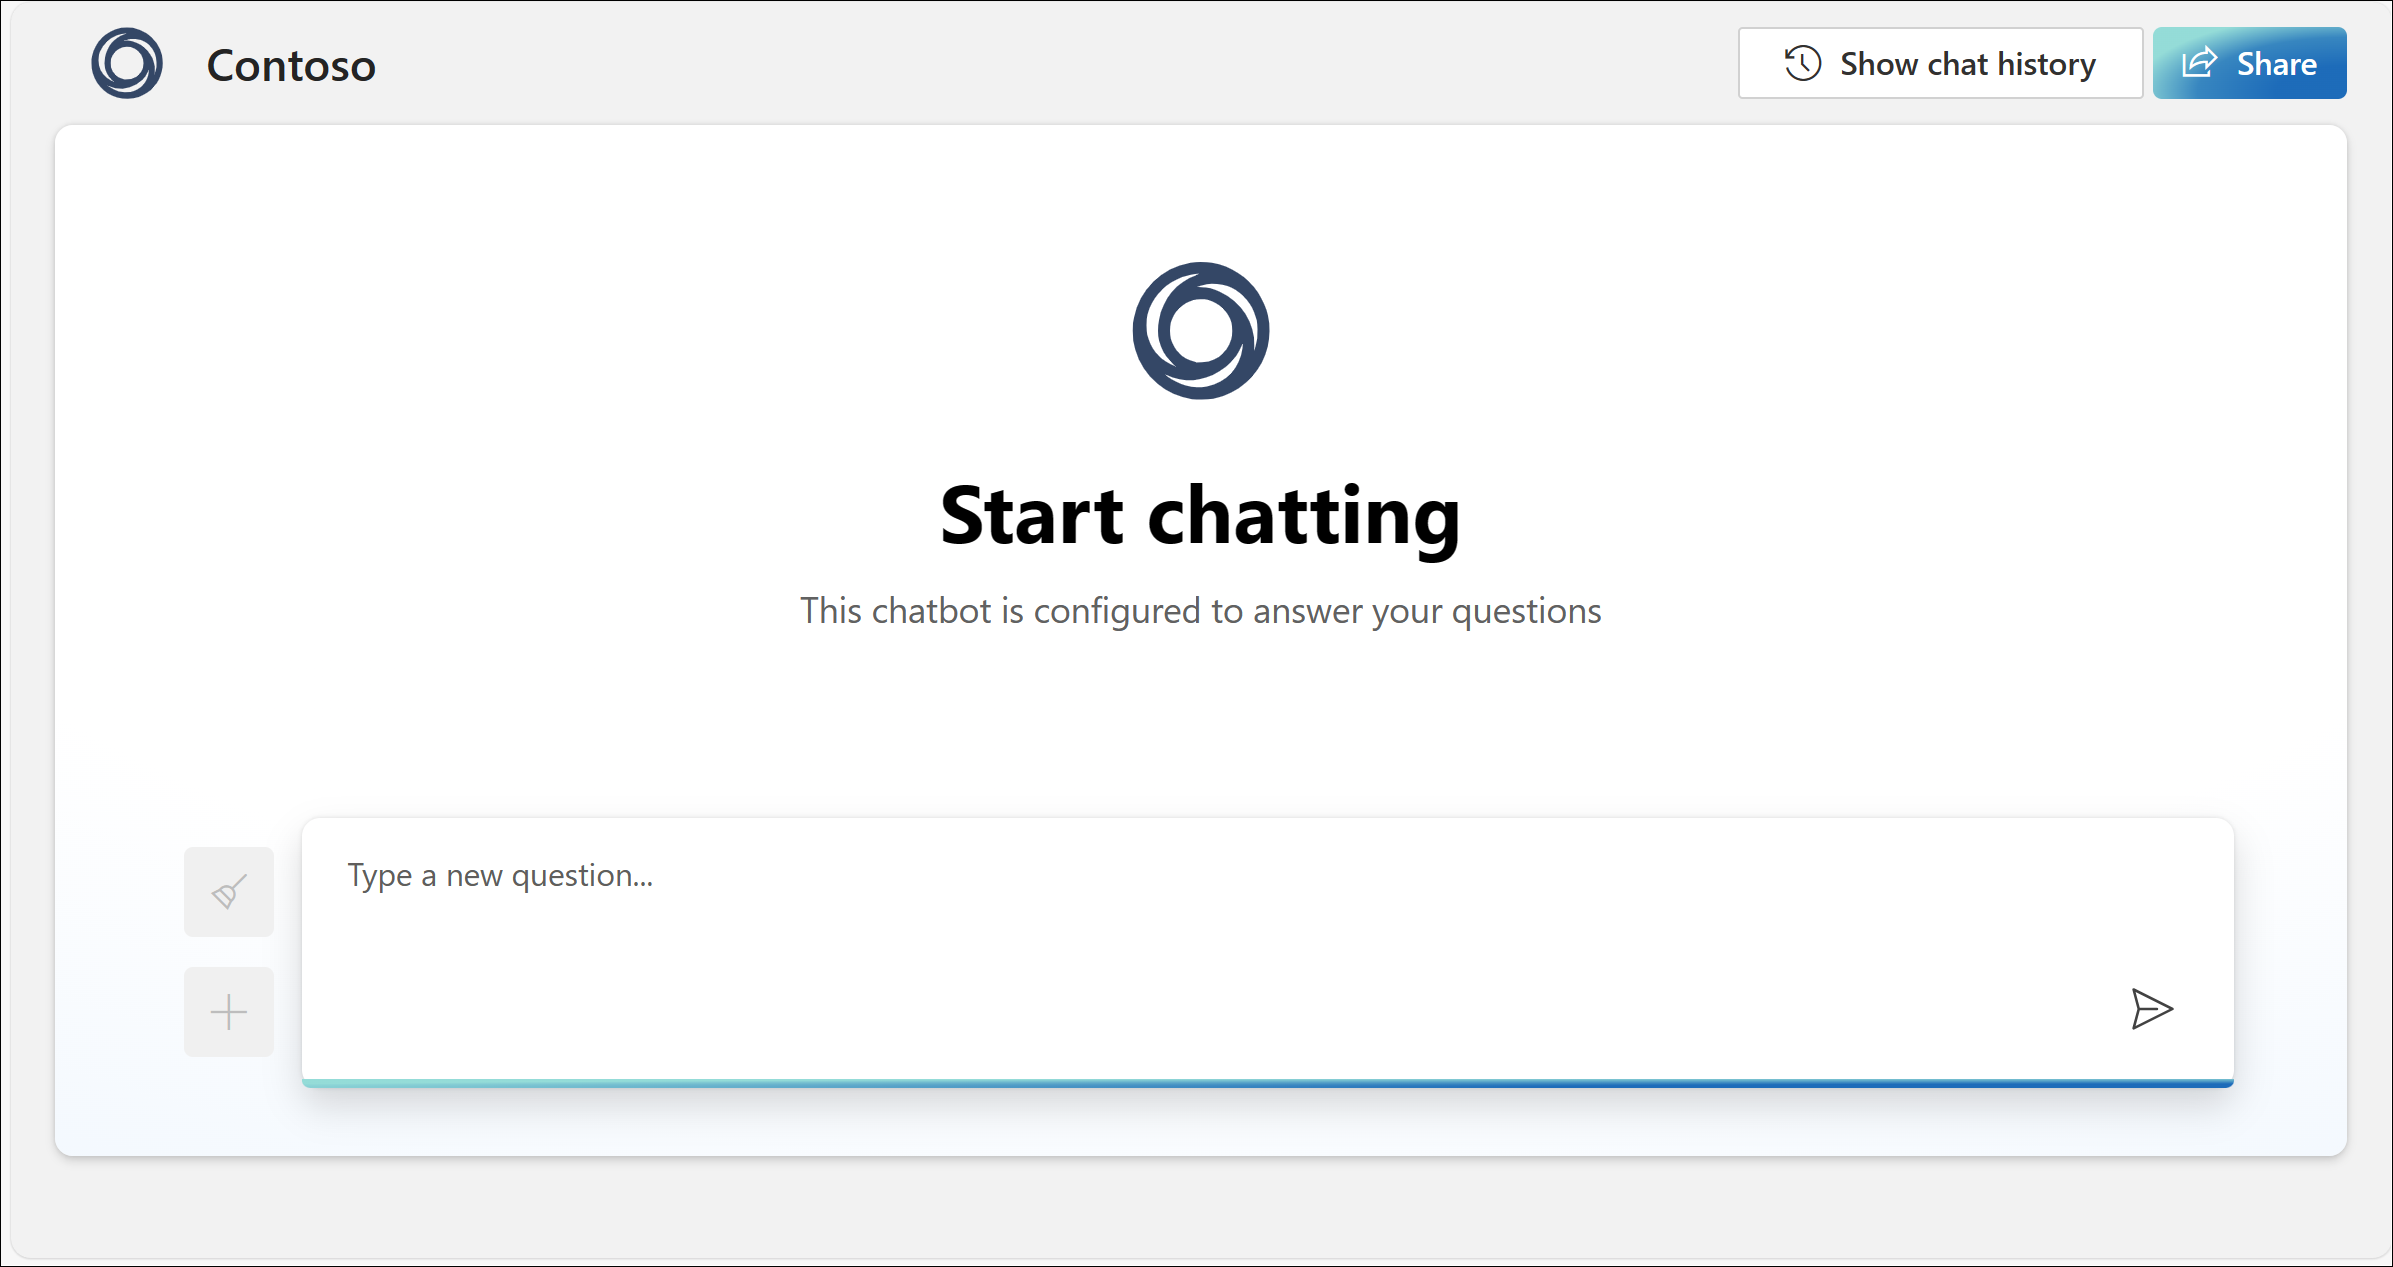 Contoso
Show chat history
Share
Start chatting
This chatbot is configured to answer your questions
Type a new question...